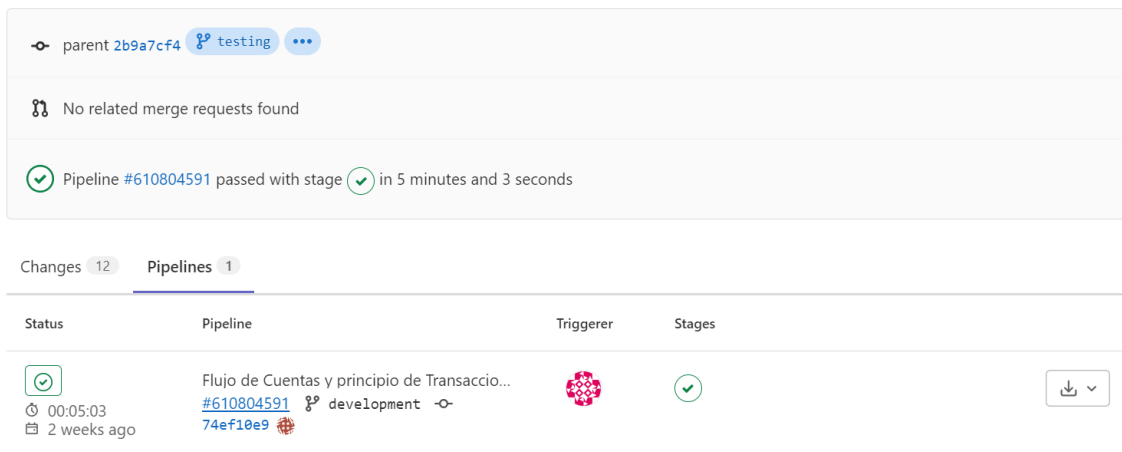 parent 2b9a7cf4 testing
No related merge requests found
Pipeline #610804591 passed with stage in 5 minutes and 3 seconds
Changes 12 Pipelines 1
Status Pipeline Triggerer Stages
Flujo de Cuentas y principio de Transaccio...
#610804591 development
00:05:03
74ef10e9
2 weeks ago